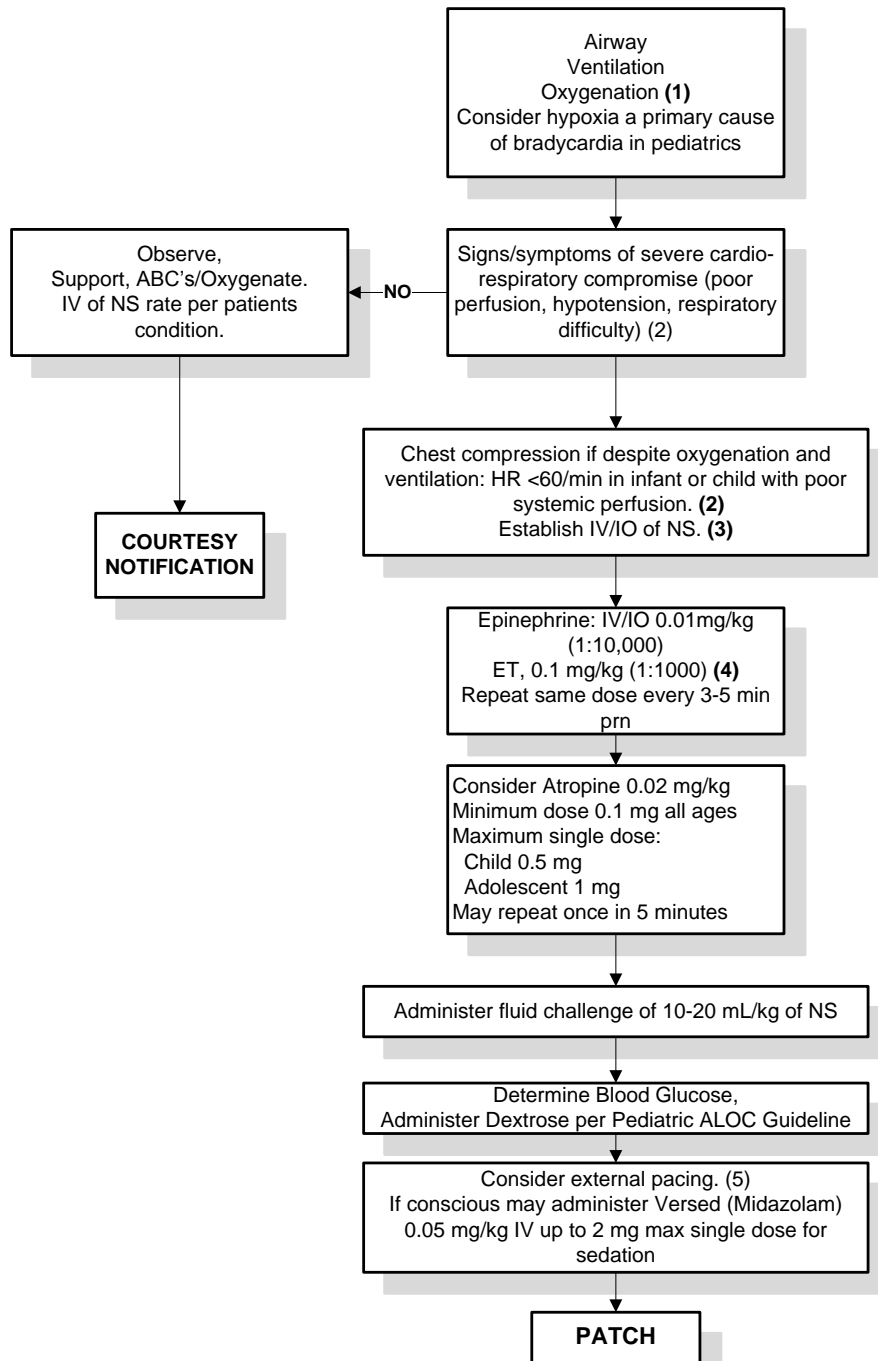 Airway
Ventilation
Oxygenation (1)
Consider hypoxia a primary cause
of bradycardia in pediatrics
Signs/symptoms of severe cardio-
respiratory compromise (poor
perfusion, hypotension, respiratory
difficulty) (2)
NO
Observe,
Support, ABC's/Oxygenate.
IV of NS rate per patients
condition.
COURTESY
NOTIFICATION
Chest compression if despite oxygenation and
ventilation: HR <60/min in infant or child with poor
systemic perfusion. (2)
Establish IV/IO of NS. (3)
Epinephrine: IV/IO 0.01mg/kg
(1:10,000)
ET, 0.1 mg/kg (1:1000) (4)
Repeat same dose every 3-5 min
prn
Consider Atropine 0.02 mg/kg
Minimum dose 0.1 mg all ages
Maximum single dose:
Child 0.5 mg
Adolescent 1 mg
May repeat once in 5 minutes
Administer fluid challenge of 10-20 mL/kg of NS
Determine Blood Glucose,
Administer Dextrose per Pediatric ALOC Guideline
Consider external pacing. (5)
If conscious may administer Versed (Midazolam)
0.05 mg/kg IV up to 2 mg max single dose for
sedation
PATCH